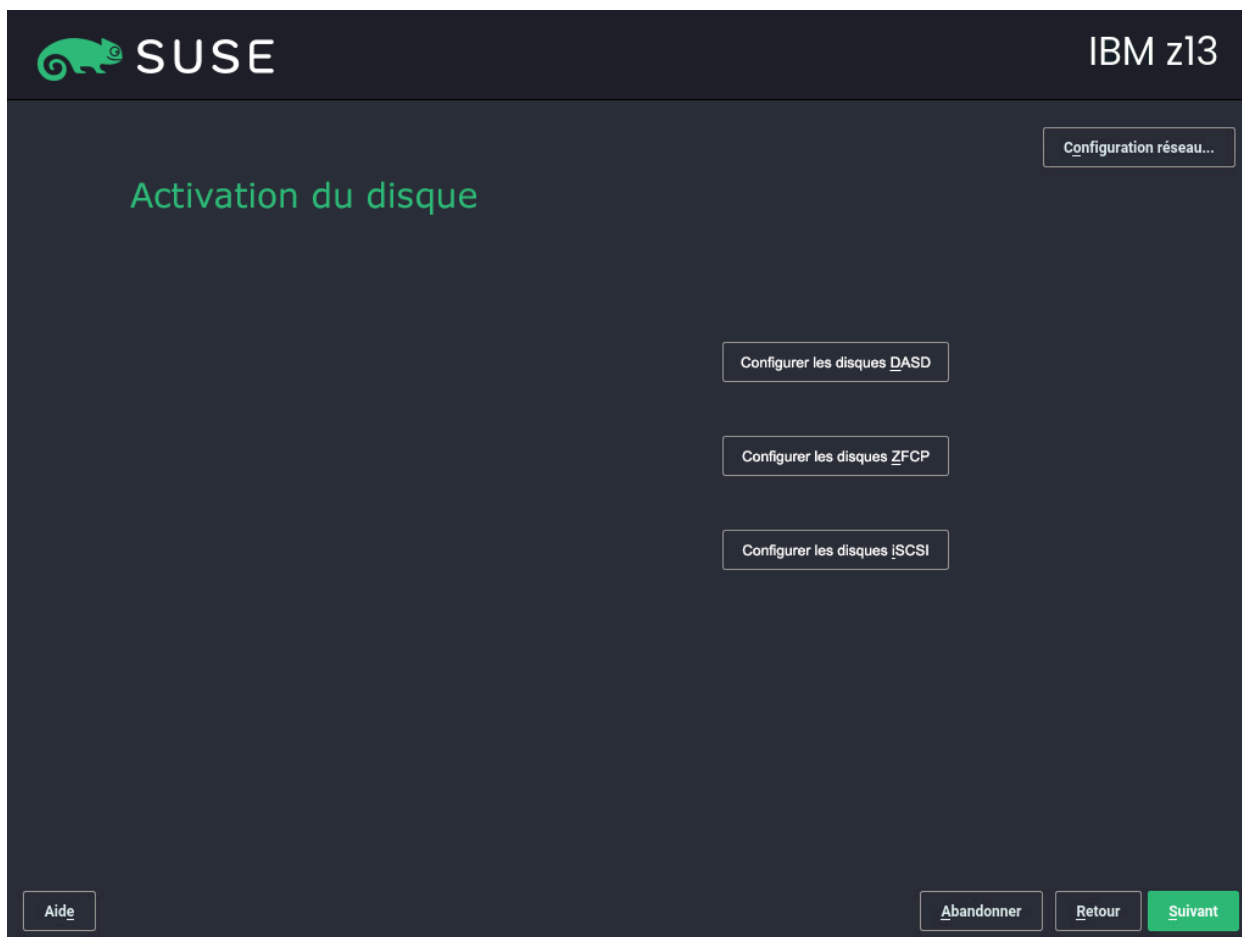 SUSE
IBM z13
Configuration réseau...
Activation du disque
Configurer les disques DASD
Configurer les disques ZFCP
Configurer les disques iSCSI
Aide
Abandonner
Retour
Suivant